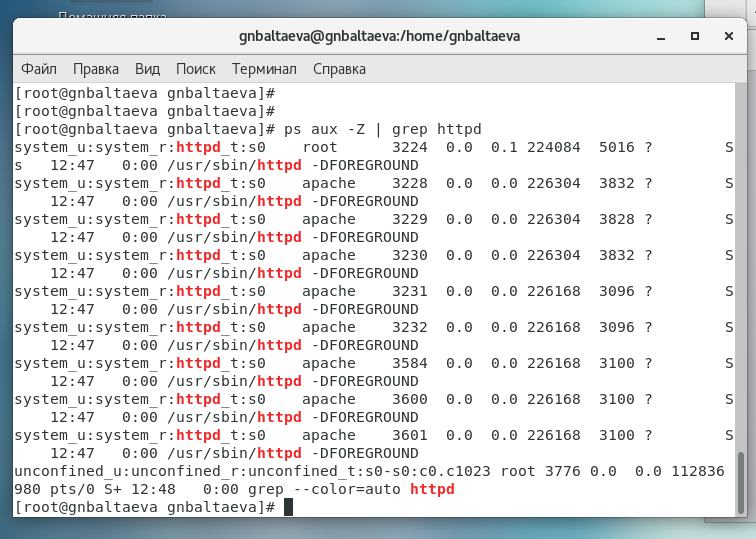 Домашняя папка
gnbaltaeva@gnbaltaeva:/home/gnbaltaeva
Файл Правка Вид Поиск Терминал Справка
[root@gnbaltaeva gnbaltaeva]#
[root@gnbaltaeva gnbaltaeva]#
[root@gnbaltaeva gnbaltaeva]# ps aux -Z | grep httpd
system_u:system_r:httpd_t:s0    root      3224  0.0  0.1 224084  5016 ?        S
s   12:47   0:00 /usr/sbin/httpd -DFOREGROUND
system_u:system_r:httpd_t:s0    apache    3228  0.0  0.0 226304  3832 ?        S
    12:47   0:00 /usr/sbin/httpd -DFOREGROUND
system_u:system_r:httpd_t:s0    apache    3229  0.0  0.0 226304  3828 ?        S
    12:47   0:00 /usr/sbin/httpd -DFOREGROUND
system_u:system_r:httpd_t:s0    apache    3230  0.0  0.0 226304  3832 ?        S
    12:47   0:00 /usr/sbin/httpd -DFOREGROUND
system_u:system_r:httpd_t:s0    apache    3231  0.0  0.0 226168  3096 ?        S
    12:47   0:00 /usr/sbin/httpd -DFOREGROUND
system_u:system_r:httpd_t:s0    apache    3232  0.0  0.0 226168  3096 ?        S
    12:47   0:00 /usr/sbin/httpd -DFOREGROUND
system_u:system_r:httpd_t:s0    apache    3584  0.0  0.0 226168  3100 ?        S
    12:47   0:00 /usr/sbin/httpd -DFOREGROUND
system_u:system_r:httpd_t:s0    apache    3600  0.0  0.0 226168  3100 ?        S
    12:47   0:00 /usr/sbin/httpd -DFOREGROUND
system_u:system_r:httpd_t:s0    apache    3601  0.0  0.0 226168  3100 ?        S
    12:47   0:00 /usr/sbin/httpd -DFOREGROUND
unconfined_u:unconfined_r:unconfined_t:s0-s0:c0.c1023 root 3776 0.0  0.0 112836
980 pts/0 S+ 12:48   0:00 grep --color=auto httpd
[root@gnbaltaeva gnbaltaeva]#